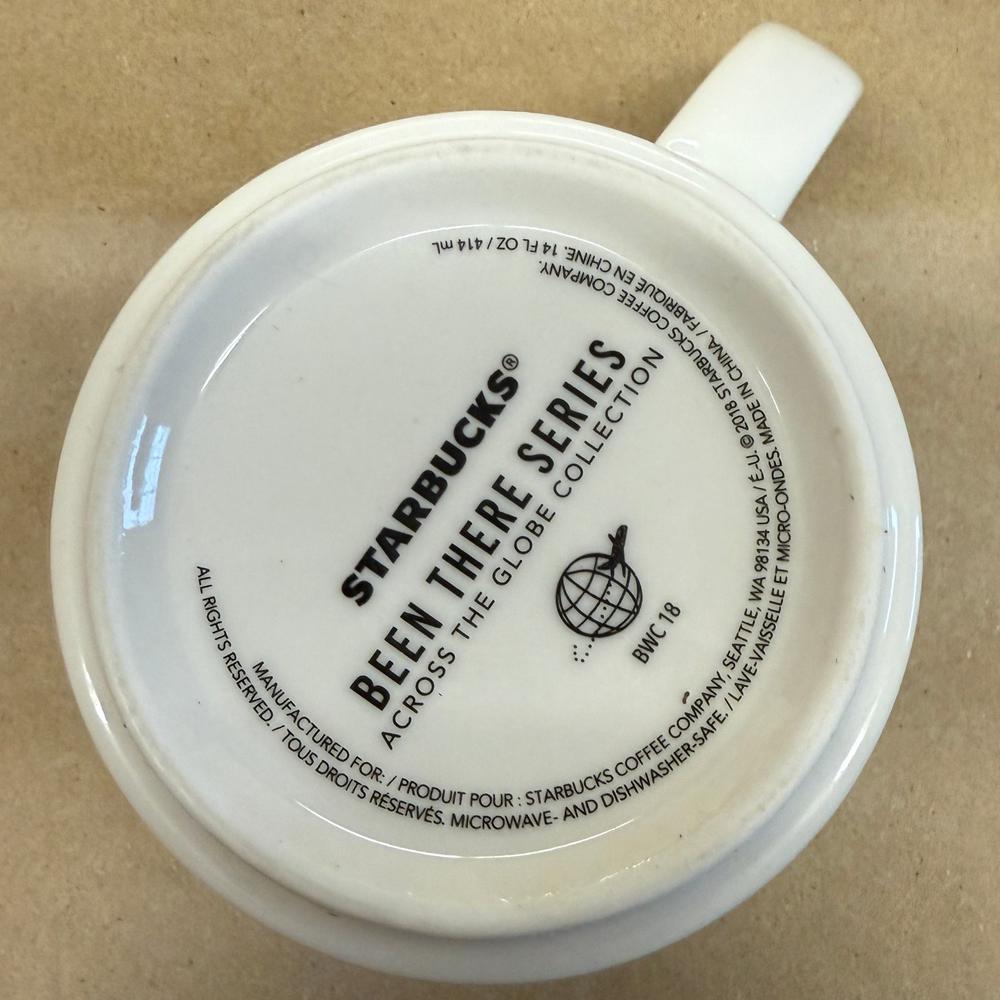 STARBUCKS®
BEEN THERE SERIES
ACROSS THE GLOBE COLLECTION
BWC 18
MANUFACTURED FOR: / PRODUIT POUR : STARBUCKS COFFEE COMPANY, SEATTLE, WA 98134 USA / É-U. © 2018 STARBUCKS COFFEE COMPANY.
ALL RIGHTS RESERVED. / TOUS DROITS RÉSERVÉS. MICROWAVE- AND DISHWASHER-SAFE. / LAVE-VAISSELLE ET MICRO-ONDES. MADE IN CHINA. / FABRIQUÉ EN CHINE. 14 FL OZ / 414 mL